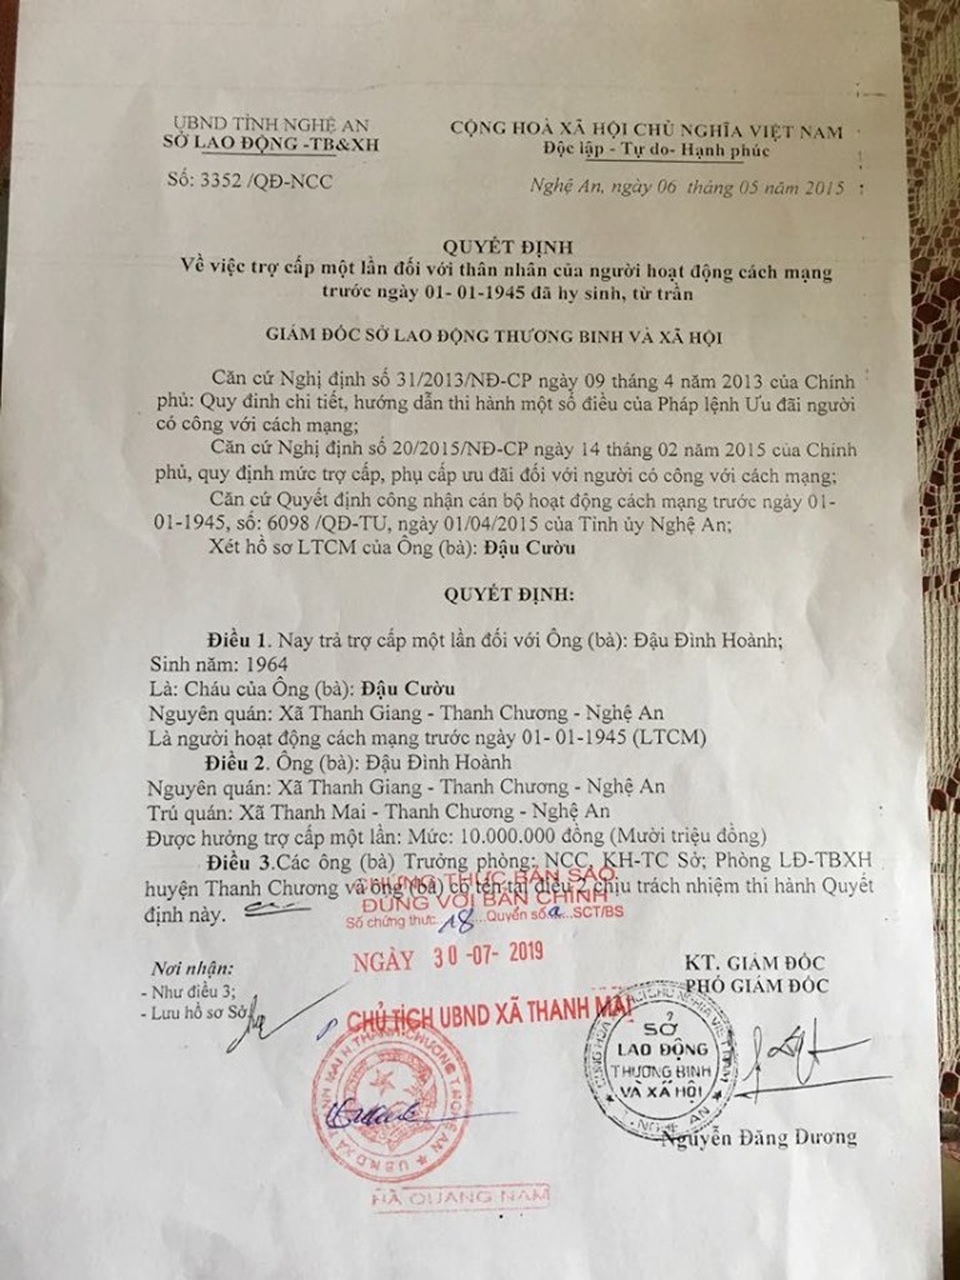 UBND TỈNH NGHỆ AN
SỞ LAO ĐỘNG -TB&XH
Số: 3352 /QĐ-NCC
CỘNG HOÀ XÃ HỘI CHỦ NGHĨA VIỆT NAM
Độc lập - Tự do- Hạnh phúc
Nghệ An, ngày 06 tháng 05 năm 2015
QUYẾT ĐỊNH
Về việc trợ cấp một lần đối với thân nhân của người hoạt động cách mạng
trước ngày 01- 01-1945 đã hy sinh, từ trần
GIÁM ĐỐC SỞ LAO ĐỘNG THƯƠNG BINH VÀ XÃ HỘI
Căn cứ Nghị định số 31/2013/NĐ-CP ngày 09 tháng 4 năm 2013 của Chính
phủ: Quy đinh chi tiết, hướng dẫn thi hành một số điều của Pháp lệnh Ưu đãi người
có công với cách mạng;
Căn cứ Nghị định số 20/2015/NĐ-CP ngày 14 tháng 02 năm 2015 của Chính
phủ, quy định mức trợ cấp, phụ cấp ưu đãi đối với người có công với cách mạng;
Căn cứ Quyết định công nhận cán bộ hoạt động cách mạng trước ngày 01-
01-1945, số: 6098 /QĐ-TU, ngày 01/04/2015 của Tỉnh ủy Nghệ An;
Xét hồ sơ LTCM của Ông (bà): Đậu Cườu
QUYẾT ĐỊNH:
Điều 1. Nay trả trợ cấp một lần đối với Ông (bà): Đậu Đình Hoành;
Sinh năm: 1964
Là: Cháu của Ông (bà): Đậu Cườu
Nguyên quán: Xã Thanh Giang - Thanh Chương - Nghệ An
Là người hoạt động cách mạng trước ngày 01- 01-1945 (LTCM)
Điều 2. Ông (bà): Đậu Đình Hoành
Nguyên quán: Xã Thanh Giang - Thanh Chương - Nghệ An
Trú quán: Xã Thanh Mai - Thanh Chương - Nghệ An
Được hưởng trợ cấp một lần: Mức: 10.000.000 đồng (Mười triệu đồng)
Điều 3.Các ông (bà) Trưởng phòng: NCC, KH-TC Sở; Phòng LĐ-TBXH
huyện Thanh Chương và ông (bà) có tên tại điều 2 chịu trách nhiệm thi hành Quyết
định này.
CHỨNG THỰC BẢN SAO
ĐÚNG VỚI BẢN CHÍNH
Số chứng thực 18 Quyển số SCT/BS
NGÀY 30 -07- 2019
CHỦ TỊCH UBND XÃ THANH MAI
Nơi nhận:
- Như điều 3;
- Lưu hồ sơ Sở
KT. GIÁM ĐỐC
PHÓ GIÁM ĐỐC
SỞ
LAO ĐỘNG
THƯƠNG BINH
VÀ XÃ HỘI
NGHỆ AN
Nguyễn Đăng Dương
HÀ QUANG NAM